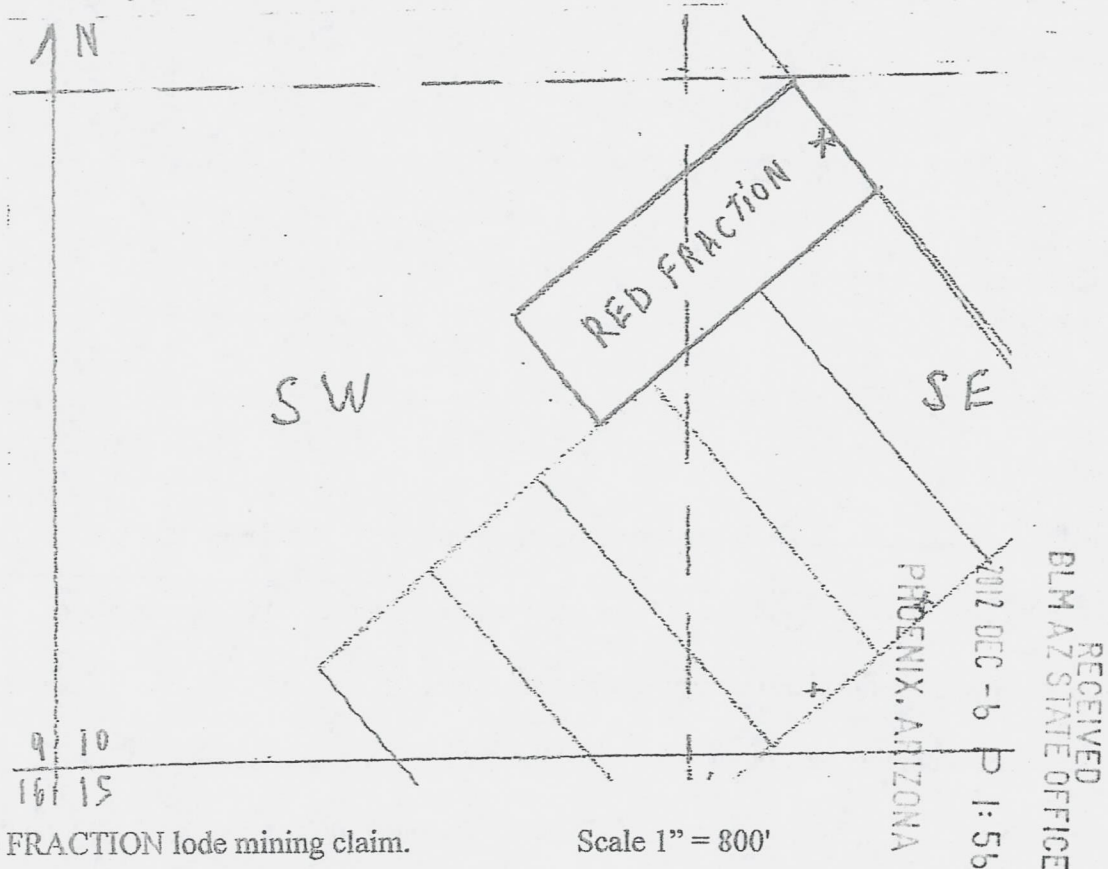 N
RED FRACTION
SW
SE
9 10
16 15
FRACTION lode mining claim.
Scale 1” = 800'
RECEIVED
BLM AZ STATE OFFICE
2012 DEC -6 P 1:56
PHOENIX, ARIZONA